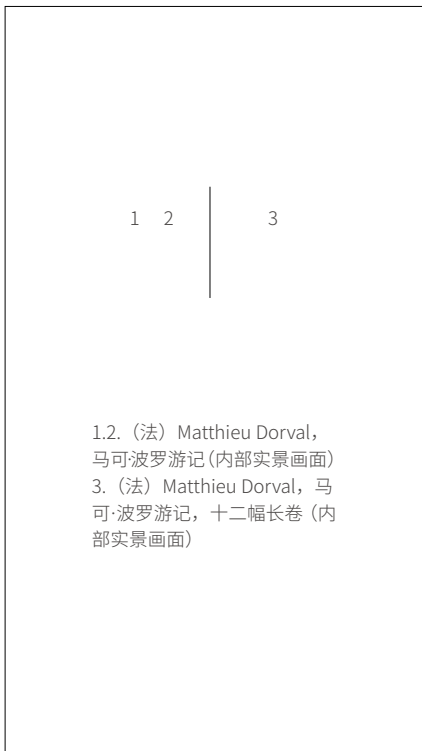 1 2 3
1.2.（法）Matthieu Dorval，
马可·波罗游记（内部实景画面）
3.（法）Matthieu Dorval，马
可·波罗游记，十二幅长卷（内
部实景画面）